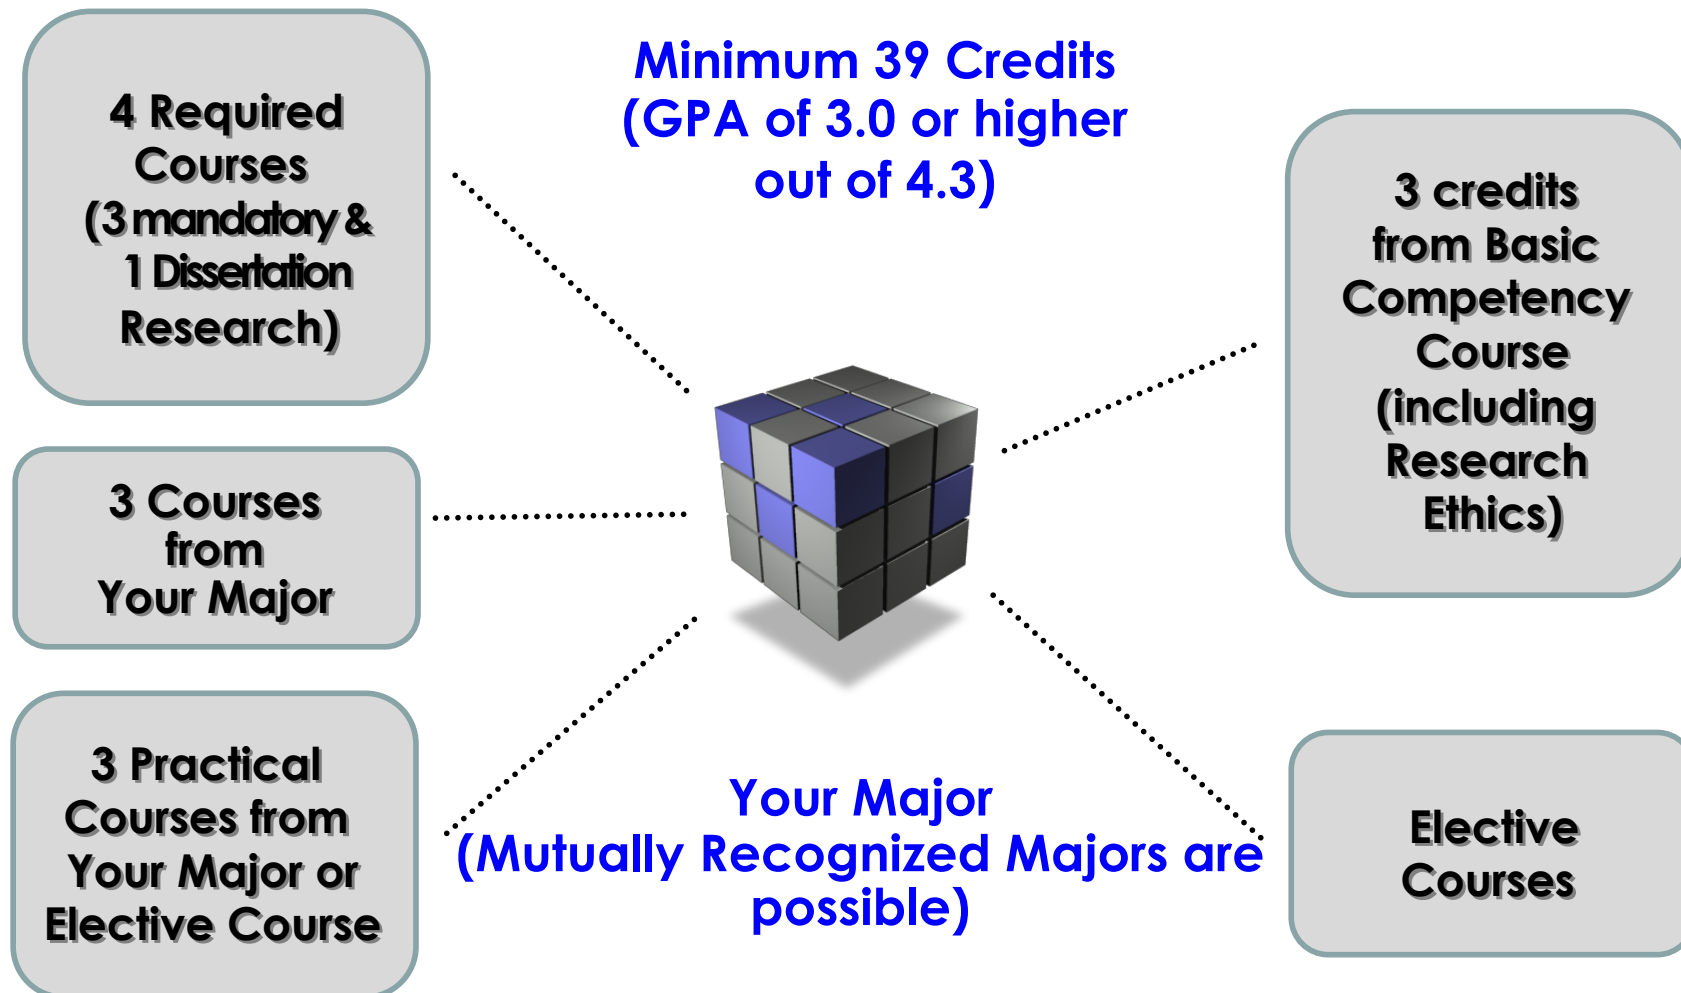 Minimum 39 Credits
(GPA of 3.0 or higher
out of 4.3)
4 Required
Courses
(3 mandatory &
1 Dissertation
Research)
3 Courses
from
Your Major
3 Practical
Courses from
Your Major or
Elective Course
3 credits
from Basic
Competency
Course
(including
Research
Ethics)
Elective
Courses
Your Major
(Mutually Recognized Majors are
possible)